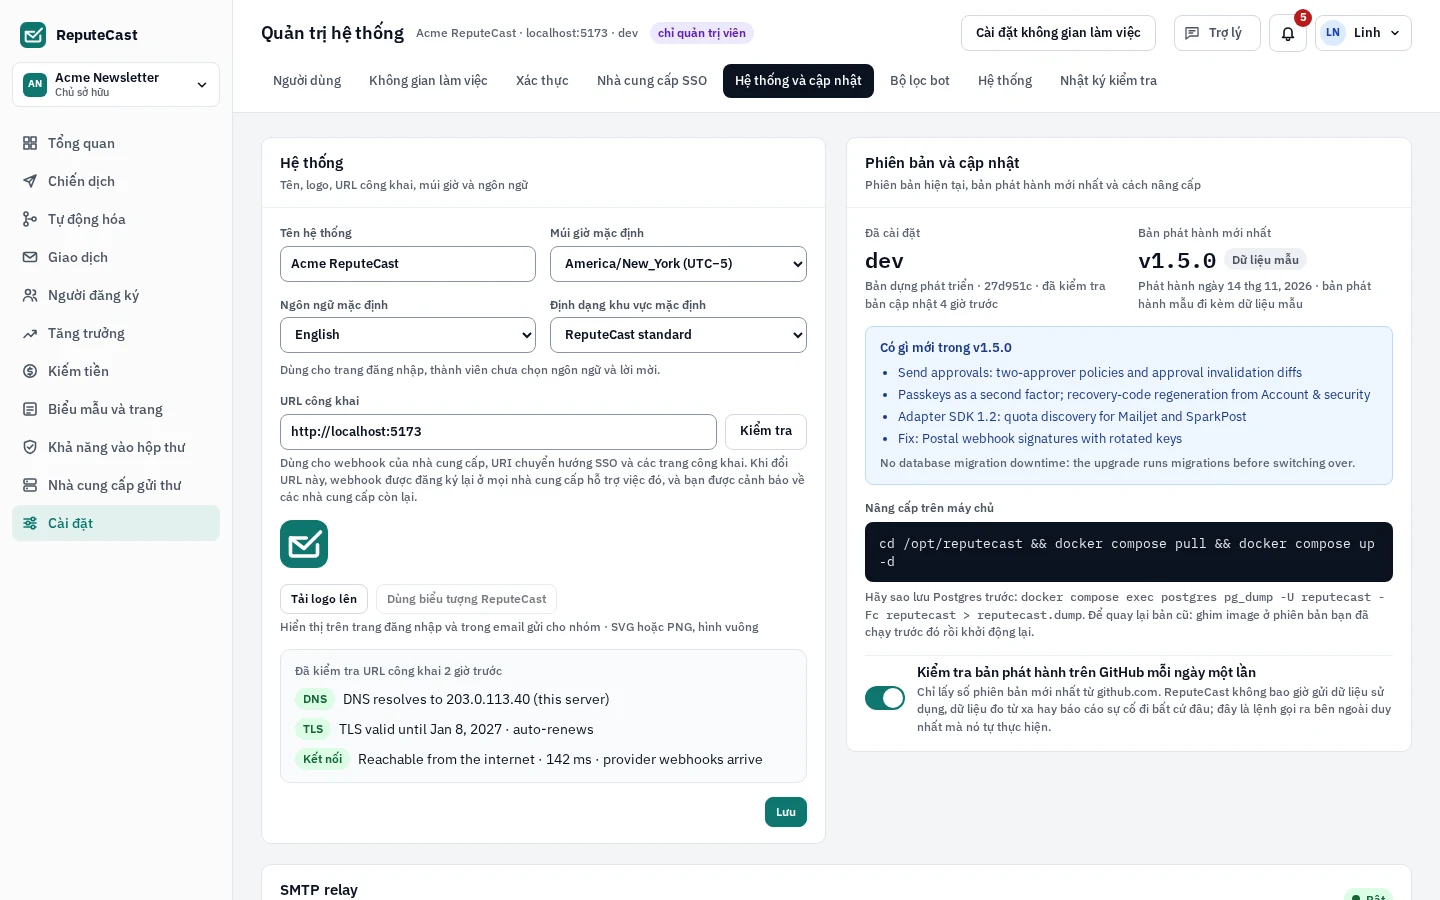 ReputeCast
AN
Acme Newsletter
Chủ sở hữu
Tổng quan
Chiến dịch
Tự động hóa
Giao dịch
Người đăng ký
Tăng trưởng
Kiếm tiền
Biểu mẫu và trang
Khả năng vào hộp thư
Nhà cung cấp gửi thư
Cài đặt
Quản trị hệ thống
Acme ReputeCast · localhost:5173 · dev
chỉ quản trị viên
Cài đặt không gian làm việc
Trợ lý
5
LN
Linh
Người dùng
Không gian làm việc
Xác thực
Nhà cung cấp SSO
Hệ thống và cập nhật
Bộ lọc bot
Hệ thống
Nhật ký kiểm tra
Hệ thống
Tên, logo, URL công khai, múi giờ và ngôn ngữ
Tên hệ thống
Múi giờ mặc định
Acme ReputeCast
America/New_York (UTC−5)
Ngôn ngữ mặc định
Định dạng khu vực mặc định
English
ReputeCast standard
Dùng cho trang đăng nhập, thành viên chưa chọn ngôn ngữ và lời mời.
URL công khai
http://localhost:5173
Kiểm tra
Dùng cho webhook của nhà cung cấp, URI chuyển hướng SSO và các trang công khai. Khi đổi
URL này, webhook được đăng ký lại ở mọi nhà cung cấp hỗ trợ việc đó, và bạn được cảnh báo về
các nhà cung cấp còn lại.
Tải logo lên
Dùng biểu tượng ReputeCast
Hiển thị trên trang đăng nhập và trong email gửi cho nhóm · SVG hoặc PNG, hình vuông
Đã kiểm tra URL công khai 2 giờ trước
DNS
DNS resolves to 203.0.113.40 (this server)
TLS
TLS valid until Jan 8, 2027 · auto-renews
Kết nối
Reachable from the internet · 142 ms · provider webhooks arrive
Lưu
Phiên bản và cập nhật
Phiên bản hiện tại, bản phát hành mới nhất và cách nâng cấp
Đã cài đặt
Bản phát hành mới nhất
dev
v1.5.0
Dữ liệu mẫu
Bản dựng phát triển · 27d951c · đã kiểm tra
bản cập nhật 4 giờ trước
Phát hành ngày 14 thg 11, 2026 · bản phát
hành mẫu đi kèm dữ liệu mẫu
Có gì mới trong v1.5.0
• Send approvals: two-approver policies and approval invalidation diffs
• Passkeys as a second factor; recovery-code regeneration from Account & security
• Adapter SDK 1.2: quota discovery for Mailjet and SparkPost
• Fix: Postal webhook signatures with rotated keys
No database migration downtime: the upgrade runs migrations before switching over.
Nâng cấp trên máy chủ
cd /opt/reputecast && docker compose pull && docker compose up
-d
Hãy sao lưu Postgres trước: docker compose exec postgres pg_dump -U reputecast -
Fc reputecast > reputecast.dump. Để quay lại bản cũ: ghim image ở phiên bản bạn đã
chạy trước đó rồi khởi động lại.
Kiểm tra bản phát hành trên GitHub mỗi ngày một lần
Chỉ lấy số phiên bản mới nhất từ github.com. ReputeCast không bao giờ gửi dữ liệu sử
dụng, dữ liệu đo từ xa hay báo cáo sự cố đi bất cứ đâu; đây là lệnh gọi ra bên ngoài duy
nhất mà nó tự thực hiện.
SMTP relay
Bật